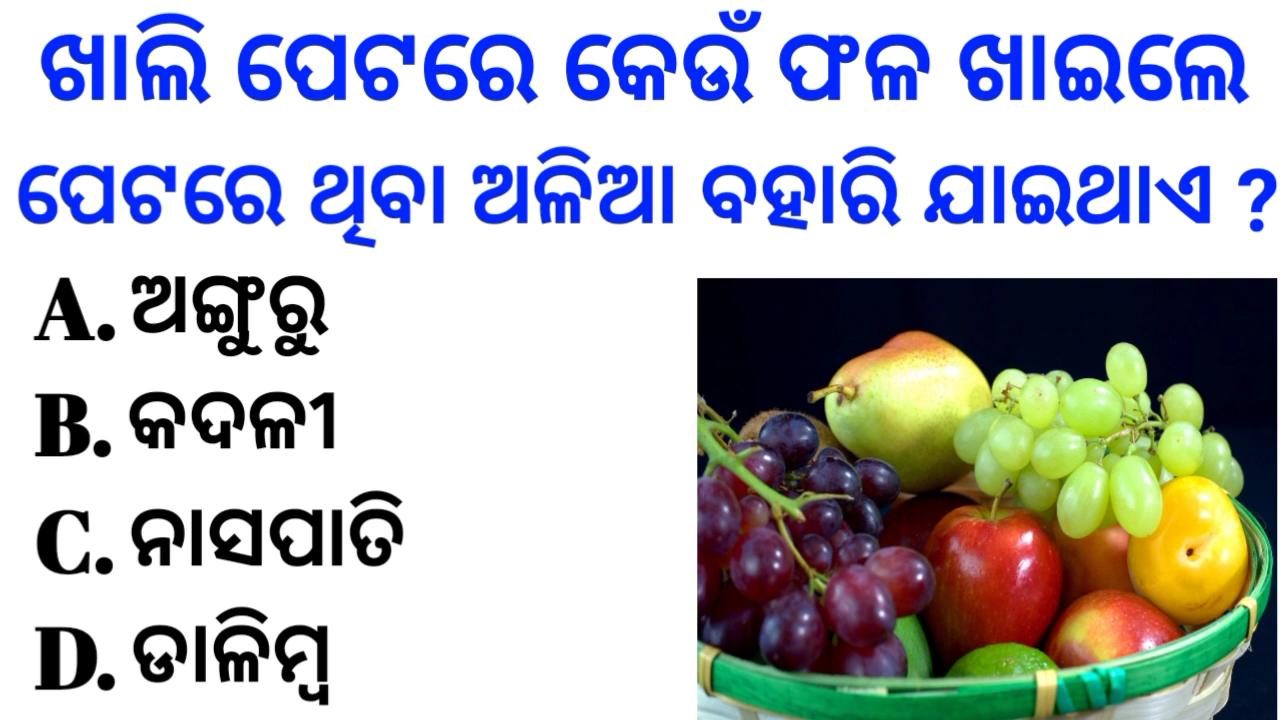 ଖାଲି ପେଟରେ କେଉଁ ଫଳ ଖାଇଲେ
ପେଟରେ ଥିବା ଅଳିଆ ବହାରି ଯାଇଥାଏ ?
A. ଅଙ୍ଗୁରୁ
B. କଦଳୀ
C. ନାସପାତି
D. ଡାଳିମ୍ବ